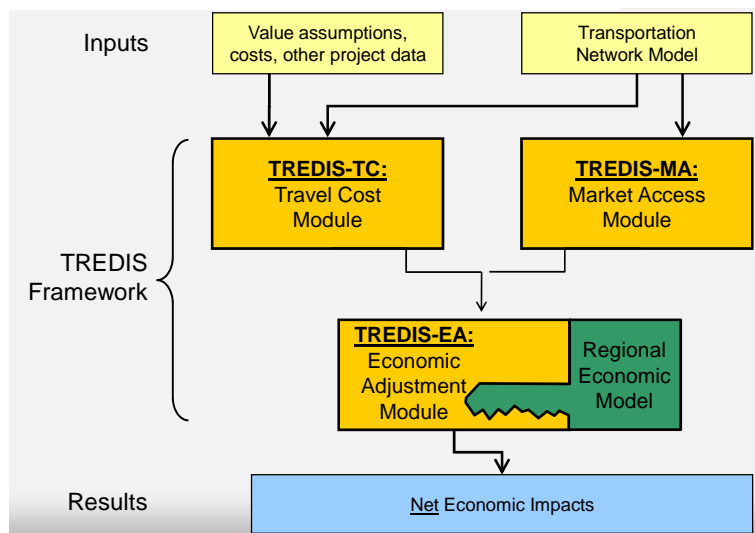 Inputs
Value assumptions,
costs, other project data
Transportation
Network Model
TREDIS-TC:
Travel Cost
Module
TREDIS-MA:
Market Access
Module
TREDIS
Framework
TREDIS-EA:
Economic
Adjustment
Module
Regional
Economic
Model
Results
Net Economic Impacts